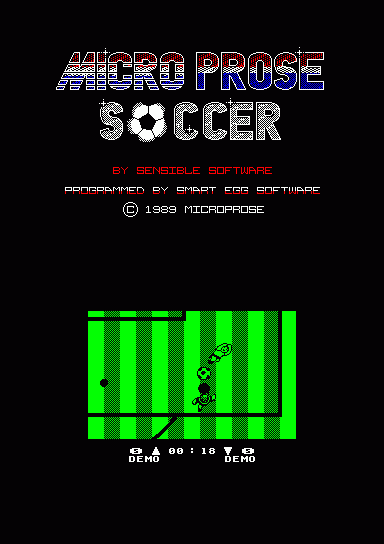 MICRO PROSE
SOCCER
BY SENSIBLE SOFTWARE
PROGRAMMED BY SMART EGG SOFTWARE
© 1989 MICROPROSE
0 ▲ 00:18 ▼ 0
DEMO DEMO